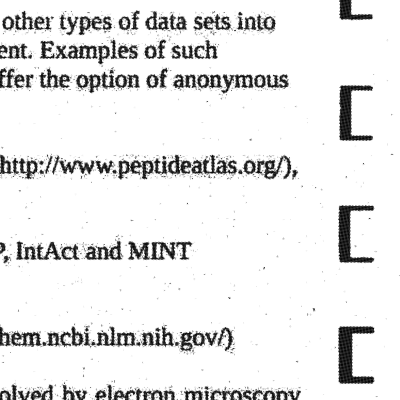 other types of data sets into
ent. Examples of such
ffer the option of anonymous
http://www.peptideatlas.org/),
P, IntAct and MINT
hem.ncbi.nlm.nih.gov/)
olved by electron microscopy